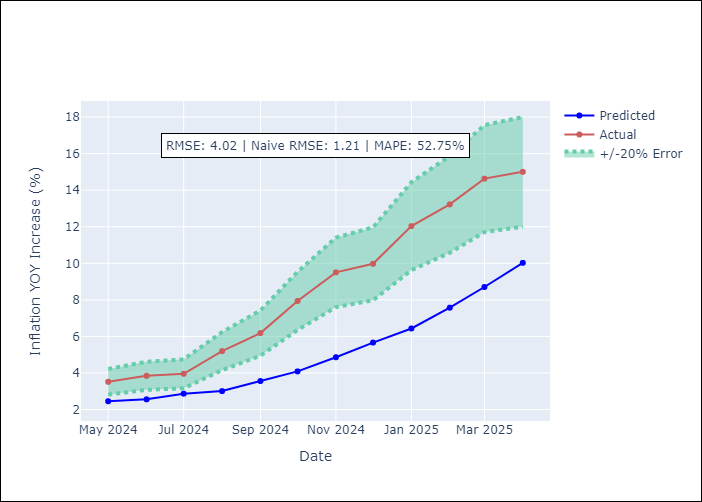 RMSE: 4.02 | Naive RMSE: 1.21 | MAPE: 52.75%
Predicted
Actual
+/-20% Error
Inflation YOY Increase (%)
18
16
14
12
10
8
6
4
2
May 2024 Jul 2024 Sep 2024 Nov 2024 Jan 2025 Mar 2025
Date